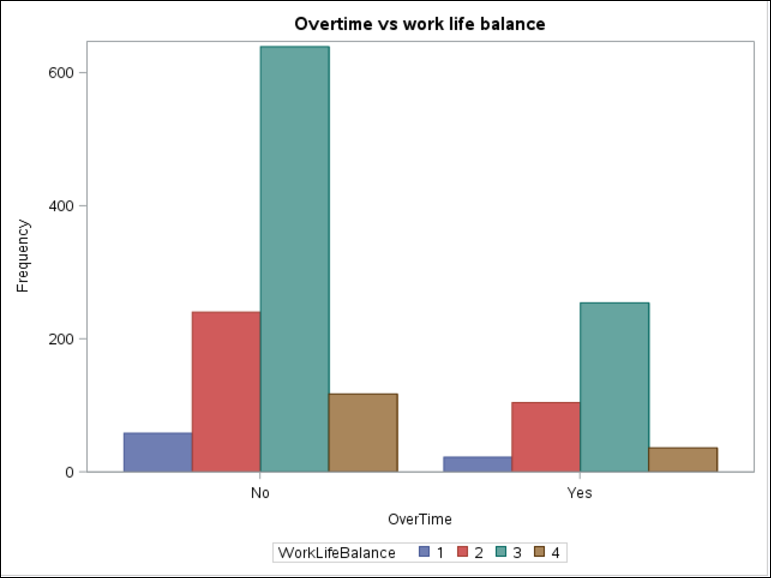 Overtime vs work life balance
600
400
200
0
Frequency
No Yes
OverTime
WorkLifeBalance 1 2 3 4